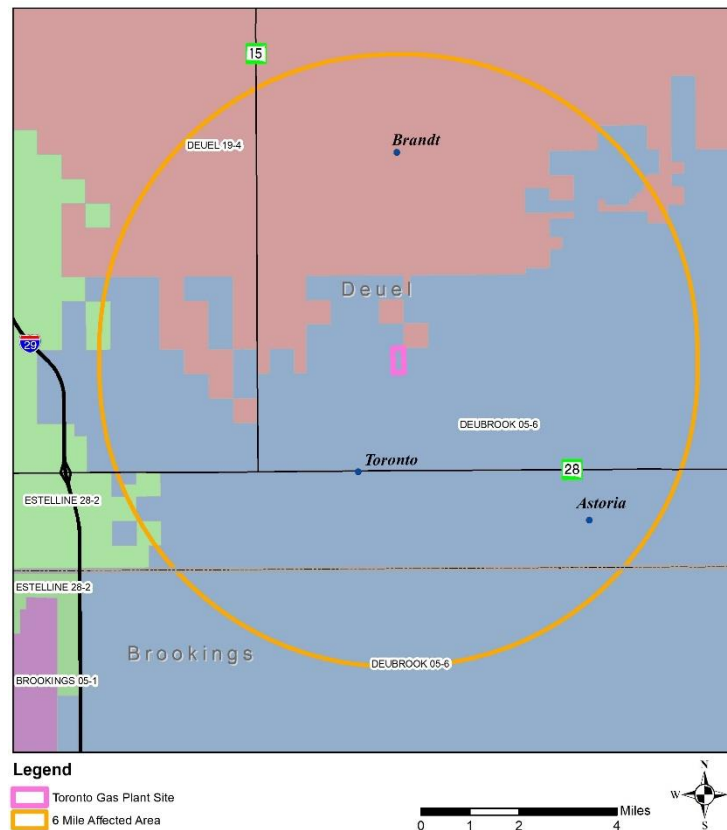 15
DEUEL 19-4
Brandt
Deuel
29
DEUBROOK 05-6
Toronto
28
ESTELLINE 28-2
Astoria
ESTELLINE 28-2
Brookings
DEUBROOK 05-6
BROOKINGS 05-1
Legend
Toronto Gas Plant Site
6 Mile Affected Area
Miles
0 1 2 4
N
W
E
S